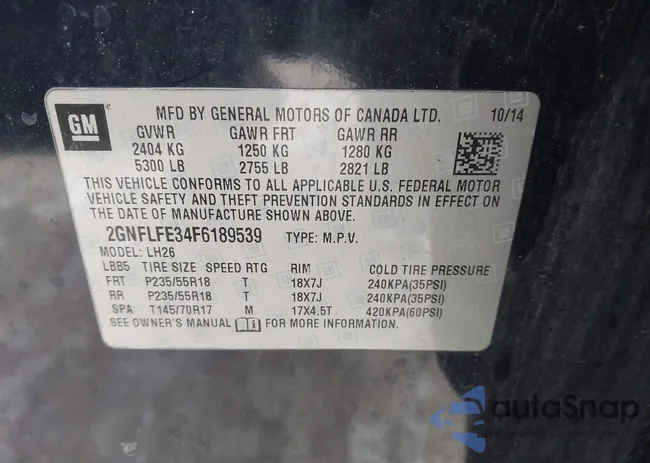 GM
MFD BY GENERAL MOTORS OF CANADA LTD. 10/14
GVWR GAWR FRT GAWR RR
2404 KG 1250 KG 1280 KG
5300 LB 2755 LB 2821 LB
THIS VEHICLE CONFORMS TO ALL APPLICABLE U.S. FEDERAL MOTOR
VEHICLE SAFETY AND THEFT PREVENTION STANDARDS IN EFFECT ON THE
DATE OF MANUFACTURE SHOWN ABOVE.
2GNFLFE34F6189539 TYPE: M.P.V.
MODEL: LH26
LBB5 TIRE SIZE SPEED RTG RIM COLD TIRE PRESSURE
FRT P235/55R18 T 18X7J 240KPA(35PSI)
RR P235/55R18 T 18X7J 240KPA(35PSI)
SPA T145/70R17 M 17X4.5T 420KPA(60PSI)
SEE OWNER'S MANUAL FOR MORE INFORMATION.
autoSnap